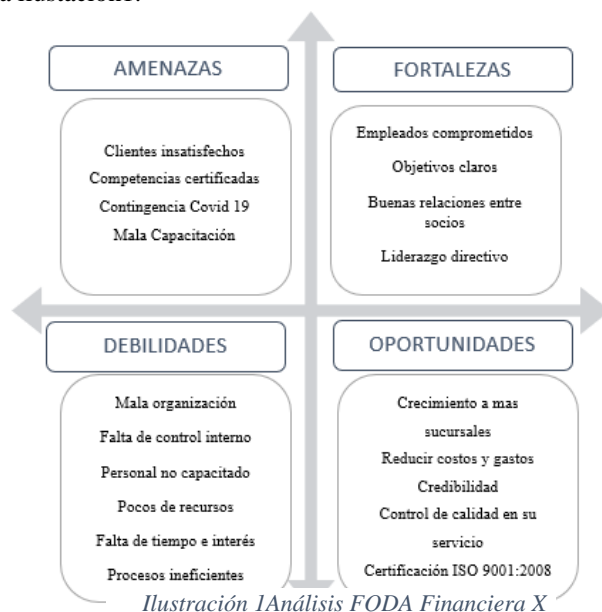 a ilustación1.
AMENAZAS
Clientes insatisfechos
Competencias certificadas
Contingencia Covid 19
Mala Capacitación
FORTALEZAS
Empleados comprometidos
Objetivos claros
Buenas relaciones entre
socios
Liderazgo directivo
DEBILIDADES
Mala organización
Falta de control interno
Personal no capacitado
Pocos de recursos
Falta de tiempo e interés
Procesos ineficientes
OPORTUNIDADES
Crecimiento a mas
sucursales
Reducir costos y gastos
Credibilidad
Control de calidad en su
servicio
Certificación ISO 9001:2008
Ilustración 1Análisis FODA Financiera X